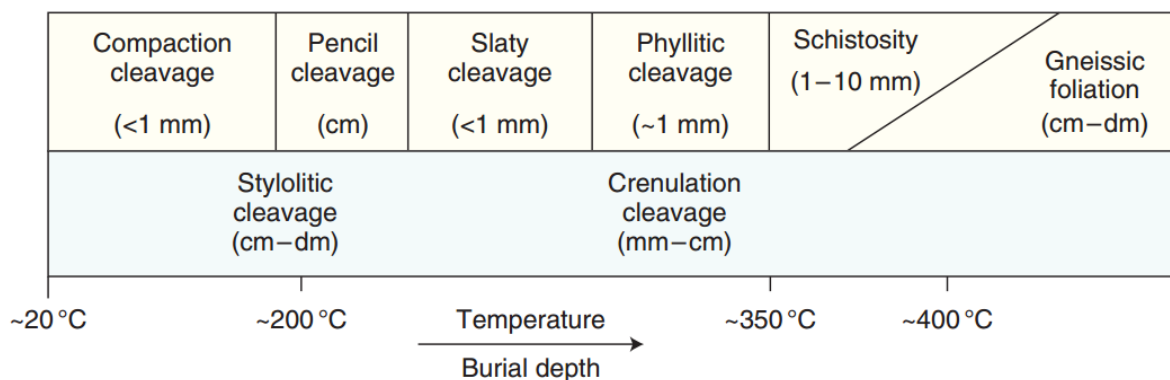 Compaction
cleavage
(<1 mm)
Pencil
cleavage
(cm)
Slaty
cleavage
(<1 mm)
Phyllitic
cleavage
(~1 mm)
Schistosity
(1–10 mm)
Gneissic
foliation
(cm–dm)
Stylolitic
cleavage
(cm–dm)
Crenulation
cleavage
(mm–cm)
~20 °C
~200 °C
Temperature
~350 °C
~400 °C
Burial depth